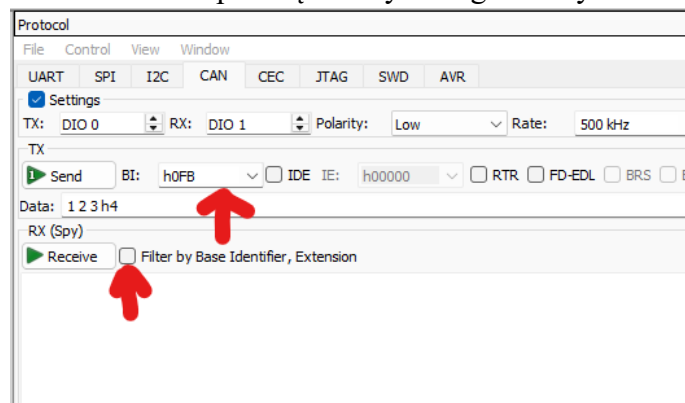 Protocol
File Control View Window
UART SPI I2C CAN CEC JTAG SWD AVR
Settings
TX: DIO 0 RX: DIO 1 Polarity: Low Rate: 500 kHz
TX
1 Send BI: h0FB IDE IE: h00000 RTR FD-EDL BRS
Data: 1 2 3 h4
RX (Spy)
Receive Filter by Base Identifier, Extension